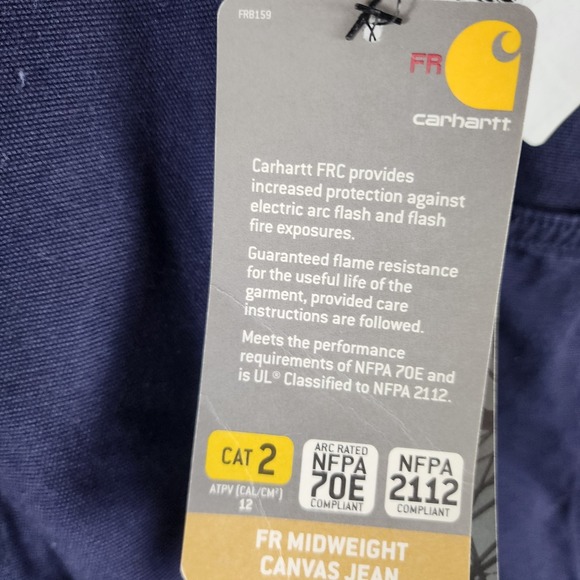 FRB159
FR
carhartt
Carhartt FRC provides
increased protection against
electric arc flash and flash
fire exposures.
Guaranteed flame resistance
for the useful life of the
garment, provided care
instructions are followed.
Meets the performance
requirements of NFPA 70E and
is UL® Classified to NFPA 2112.
CAT 2
ATPV (CAL/CM²)
12
ARC RATED
NFPA
70E
COMPLIANT
NFPA
2112
COMPLIANT
FR MIDWEIGHT
CANVAS JEAN